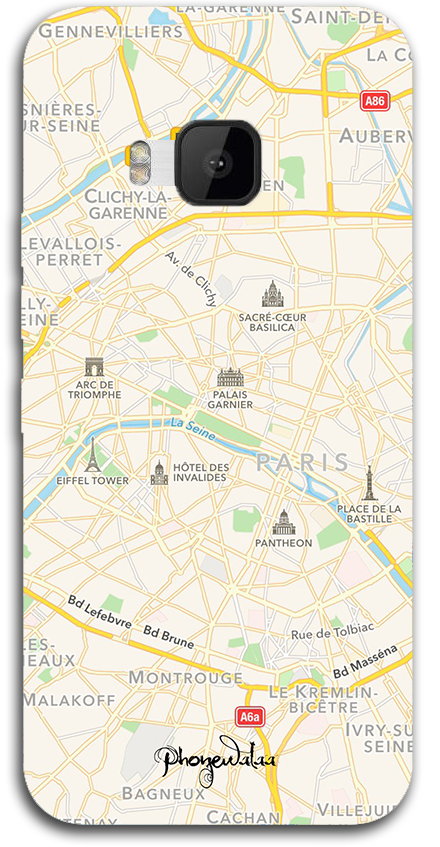 LA-GARENNE
SAINT-DE
GENNEVILLIERS
LA CO
A86
SNIÈRES-
UR-SEINE
AUBERV
EN
CLICHY-LA-
GARENNE
LEVALLOIS-
PERRET
Av. de Clichy
LLY-
EINE
SACRÉ-CŒUR
BASILICA
ARC DE
TRIOMPHE
PALAIS
GARNIER
La Seine
PARIS
HÔTEL DES
INVALIDES
EIFFEL TOWER
PLACE DE LA
BASTILLE
PANTHEON
Bd Lefebvre
Bd Brune
Rue de Tolbiac
LES-
NEAUX
Bd Masséna
MONTROUGE
MALAKOFF
LE KREMLIN-
BICÊTRE
A6a
IVRY-SU
SEINE
Phonewalaa
BAGNEUX
VILLEJUI
TENAY
CACHAN